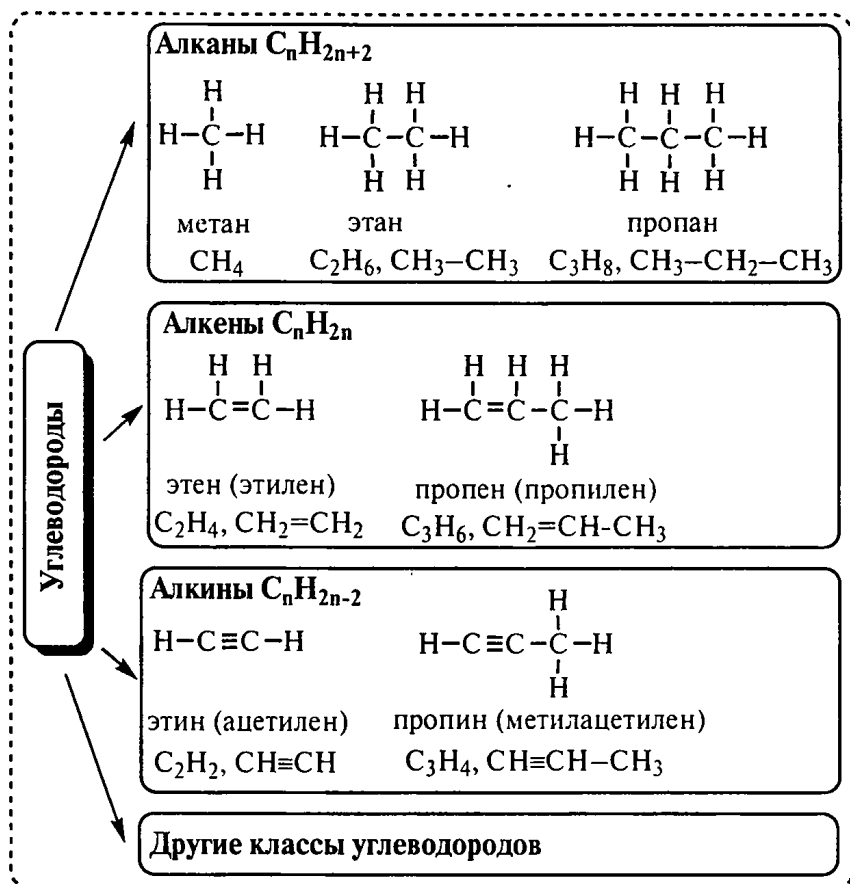 Углеводороды
Алканы CnH2n+2
H
H–C–H
H
H H
H–C–C–H
H H
H H H
H–C–C–C–H
H H H
метан этан пропан
CH4 C2H6, CH3–CH3 C3H8, CH3–CH2–CH3
Алкены CnH2n
H H
H–C=C–H
H H H
H–C=C–C–H
H
этен (этилен) пропен (пропилен)
C2H4, CH2=CH2 C3H6, CH2=CH-CH3
Алкины CnH2n-2
H–C≡C–H
H
H–C≡C–C–H
H
этин (ацетилен) пропин (метилацетилен)
C2H2, CH≡CH C3H4, CH≡CH–CH3
Другие классы углеводородов